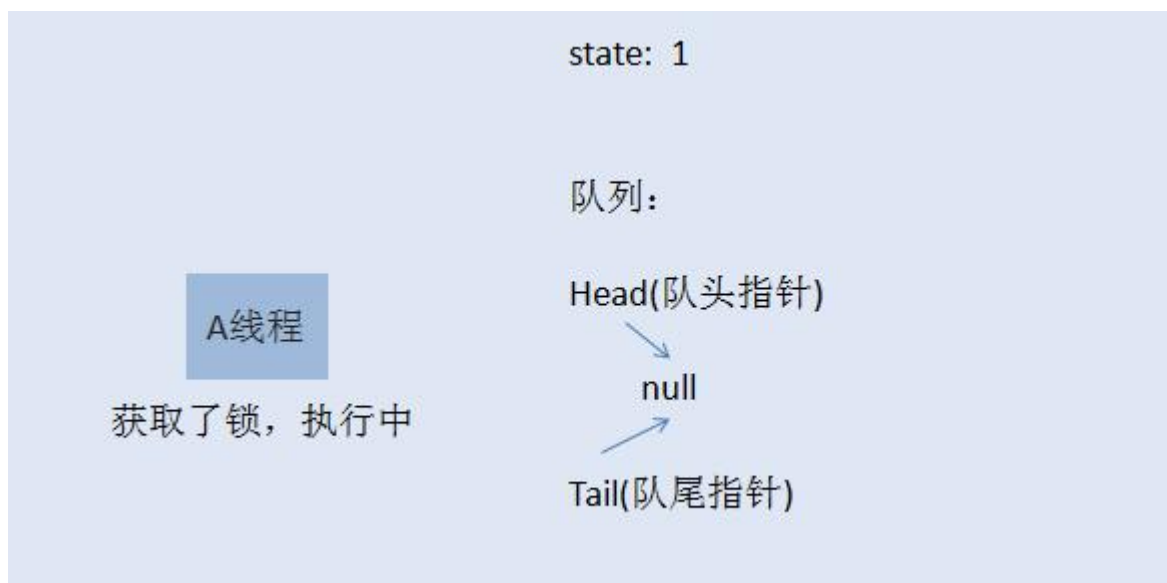 state: 1
队列：
Head(队头指针)
A线程
null
获取了锁，执行中
Tail(队尾指针)